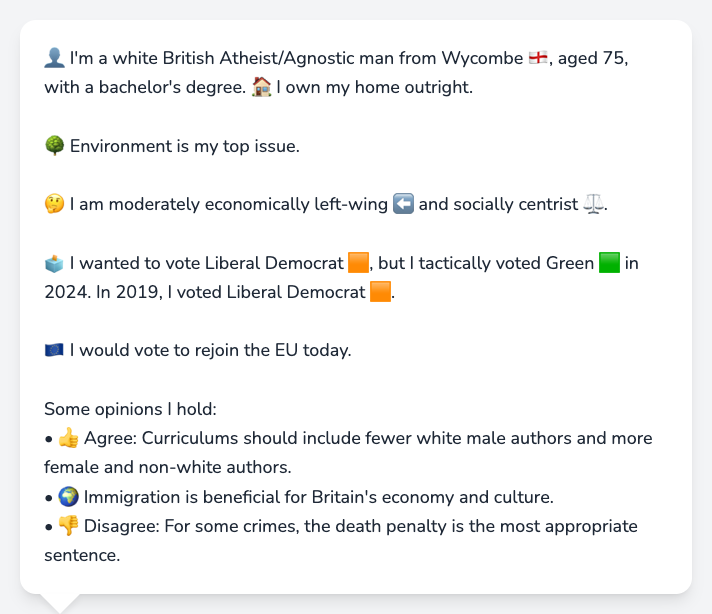 👤 I'm a white British Atheist/Agnostic man from Wycombe 🏴󠁧󠁢󠁥󠁮󠁧󠁿, aged 75,
with a bachelor's degree. 🏠 I own my home outright.
🌳 Environment is my top issue.
🤔 I am moderately economically left-wing ⬅️ and socially centrist ⚖️.
🗳️ I wanted to vote Liberal Democrat 🟧, but I tactically voted Green 🟩 in
2024. In 2019, I voted Liberal Democrat 🟧.
🇪🇺 I would vote to rejoin the EU today.
Some opinions I hold:
• 👍 Agree: Curriculums should include fewer white male authors and more
female and non-white authors.
• 🌍 Immigration is beneficial for Britain's economy and culture.
• 👎 Disagree: For some crimes, the death penalty is the most appropriate
sentence.